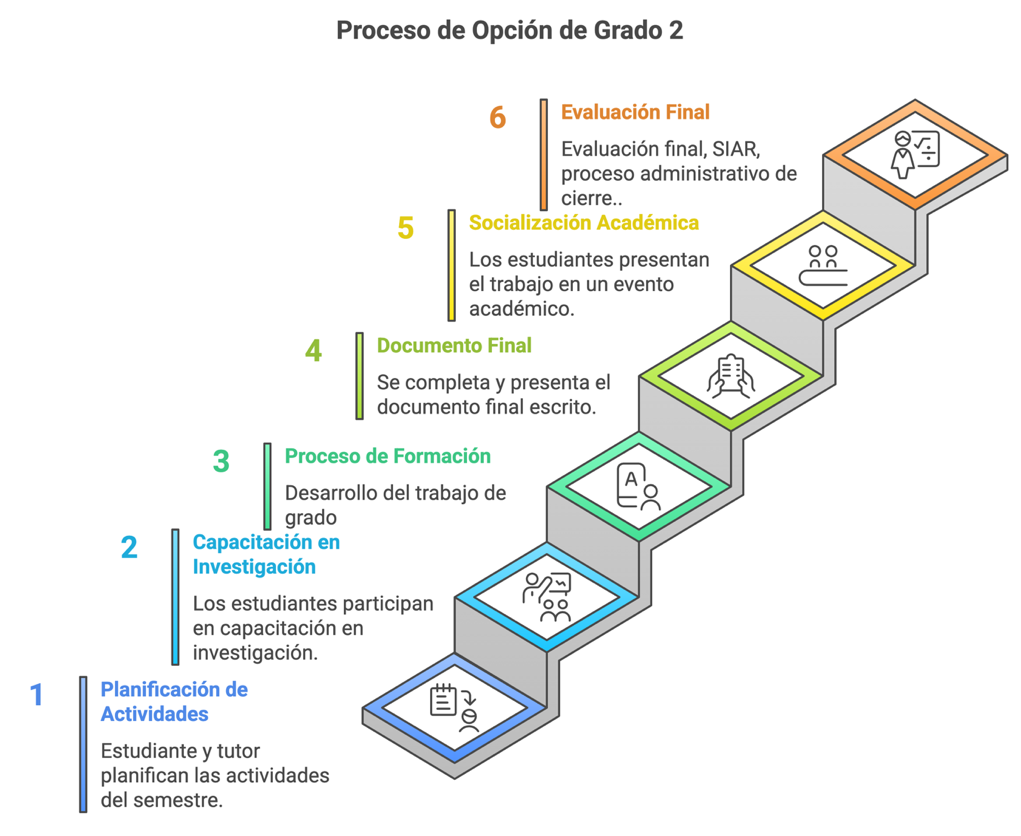 Proceso de Opción de Grado 2
6
Evaluación Final
Evaluación final, SIAR,
proceso administrativo de
cierre..
5
Socialización Académica
Los estudiantes presentan
el trabajo en un evento
académico.
4
Documento Final
Se completa y presenta el
documento final escrito.
3
Proceso de Formación
Desarrollo del trabajo de
grado
A
2
Capacitación en
Investigación
Los estudiantes participan
en capacitación en
investigación.
1
Planificación de
Actividades
Estudiante y tutor
planifican las actividades
del semestre.